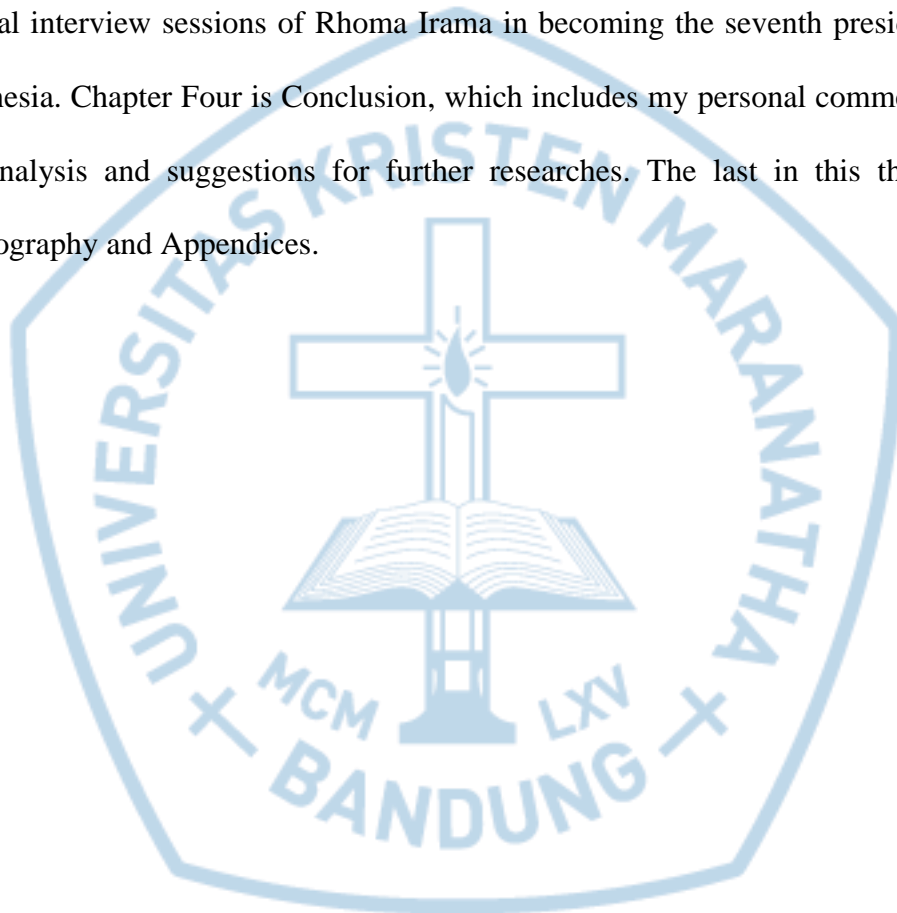 al interview sessions of Rhoma Irama in becoming the seventh presi
nesia. Chapter Four is Conclusion, which includes my personal comm
nalysis and suggestions for further researches. The last in this th
ography and Appendices.
UNIVERSITAS KRISTEN MARANATHA
MCM LXV
BANDUNG